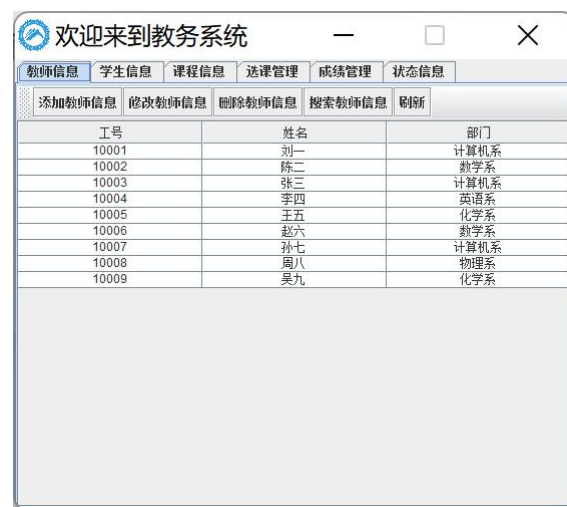 欢迎来到教务系统
教师信息 学生信息 课程信息 选课管理 成绩管理 状态信息
添加教师信息 修改教师信息 删除教师信息 搜索教师信息 刷新
工号 姓名 部门
10001 刘一 计算机系
10002 陈二 数学系
10003 张三 计算机系
10004 李四 英语系
10005 王五 化学系
10006 赵六 数学系
10007 孙七 计算机系
10008 周八 物理系
10009 吴九 化学系